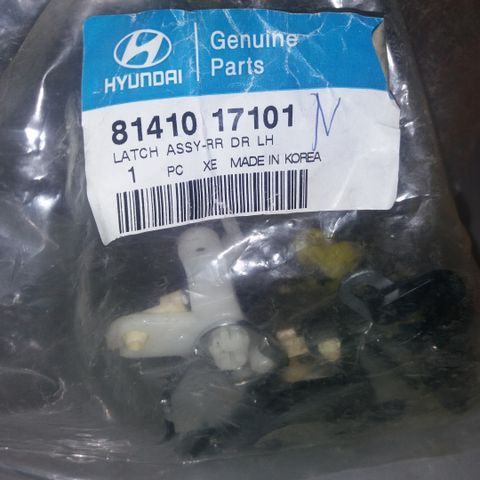 HYUNDAI
Genuine
Parts
81410 17101 N
LATCH ASSY-RR DR LH
1 PC XE MADE IN KOREA